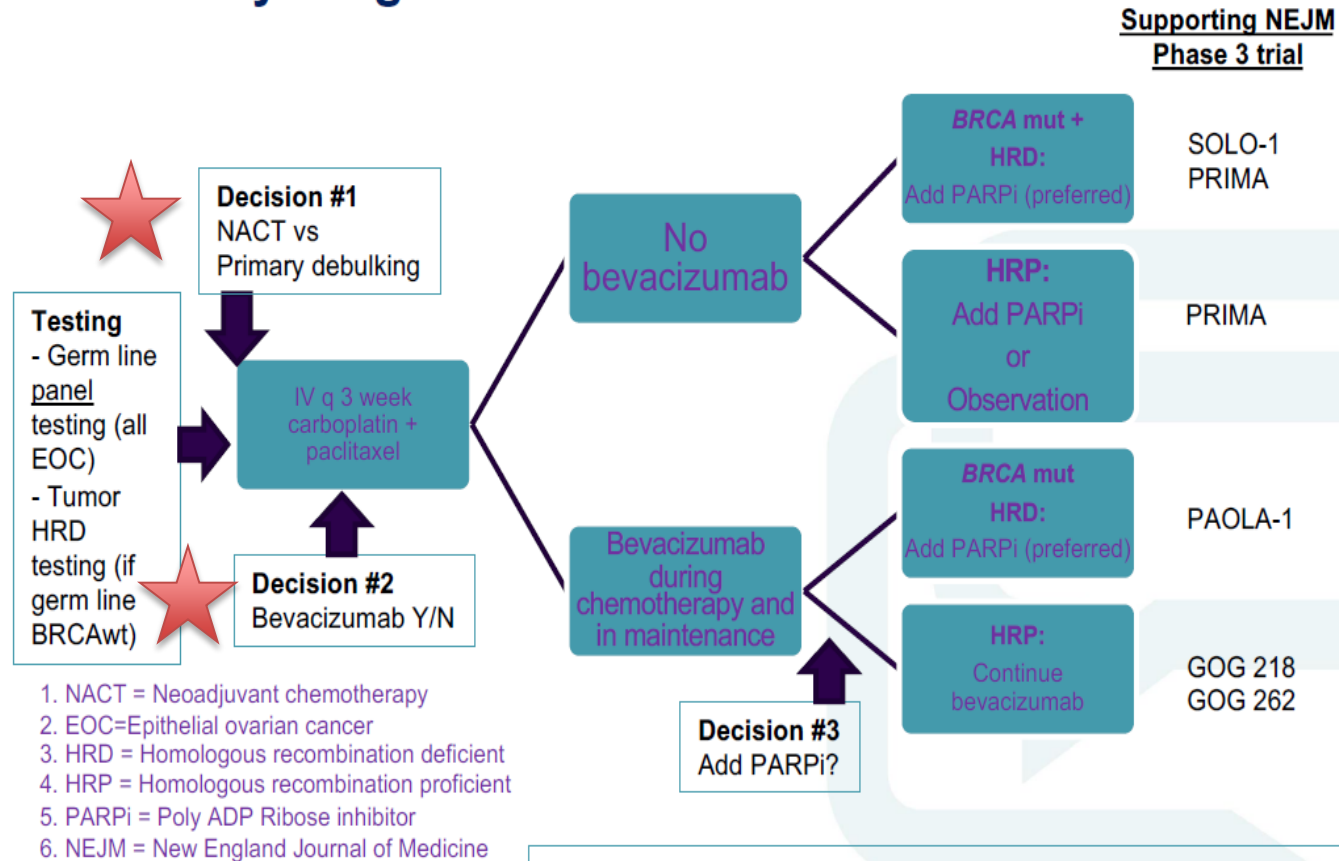 Supporting NEJM
Phase 3 trial
Decision #1
NACT vs
Primary debulking
Testing
- Germ line
panel
testing (all
EOC)
- Tumor
HRD
testing (if
germ line
BRCAwt)
IV q 3 week
carboplatin +
paclitaxel
Decision #2
Bevacizumab Y/N
No
bevacizumab
Bevacizumab
during
chemotherapy and
in maintenance
Decision #3
Add PARPi?
BRCA mut +
HRD:
Add PARPi (preferred)
SOLO-1
PRIMA
HRP:
Add PARPi
or
Observation
PRIMA
BRCA mut
HRD:
Add PARPi (preferred)
PAOLA-1
HRP:
Continue
bevacizumab
GOG 218
GOG 262
1. NACT = Neoadjuvant chemotherapy
2. EOC=Epithelial ovarian cancer
3. HRD = Homologous recombination deficient
4. HRP = Homologous recombination proficient
5. PARPi = Poly ADP Ribose inhibitor
6. NEJM = New England Journal of Medicine